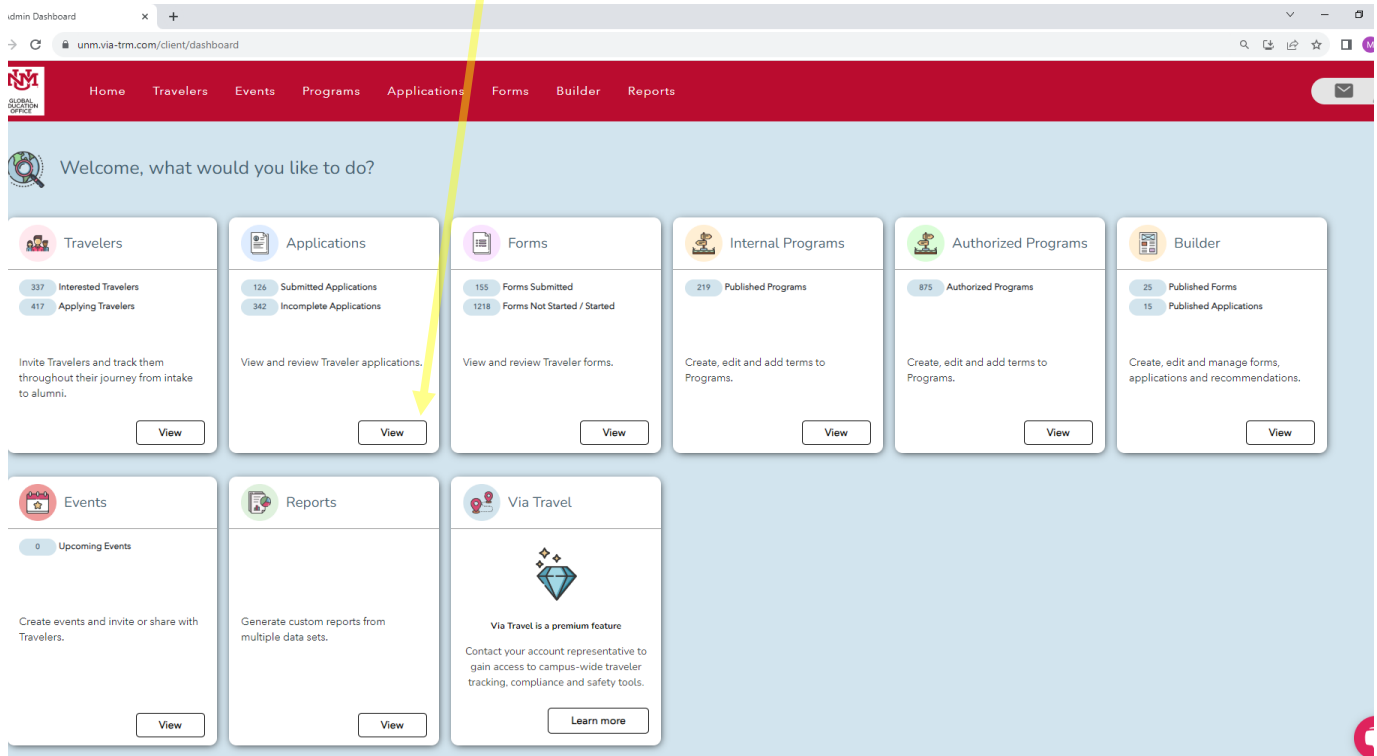 Admin Dashboard
unm.via-trm.com/client/dashboard
M
NM
GLOBAL
EDUCATION
OFFICE
Home Travelers Events Programs Applications Forms Builder Reports
Welcome, what would you like to do?
Travelers
337 Interested Travelers
417 Applying Travelers
Invite Travelers and track them
throughout their journey from intake
to alumni.
View
Applications
126 Submitted Applications
342 Incomplete Applications
View and review Traveler applications.
View
Forms
155 Forms Submitted
1218 Forms Not Started / Started
View and review Traveler forms.
View
Internal Programs
219 Published Programs
Create, edit and add terms to
Programs.
View
Authorized Programs
875 Authorized Programs
Create, edit and add terms to
Programs.
View
Builder
25 Published Forms
15 Published Applications
Create, edit and manage forms,
applications and recommendations.
View
Events
0 Upcoming Events
Create events and invite or share with
Travelers.
View
Reports
Generate custom reports from
multiple data sets.
View
Via Travel
Via Travel is a premium feature
Contact your account representative to
gain access to campus-wide traveler
tracking, compliance and safety tools.
Learn more